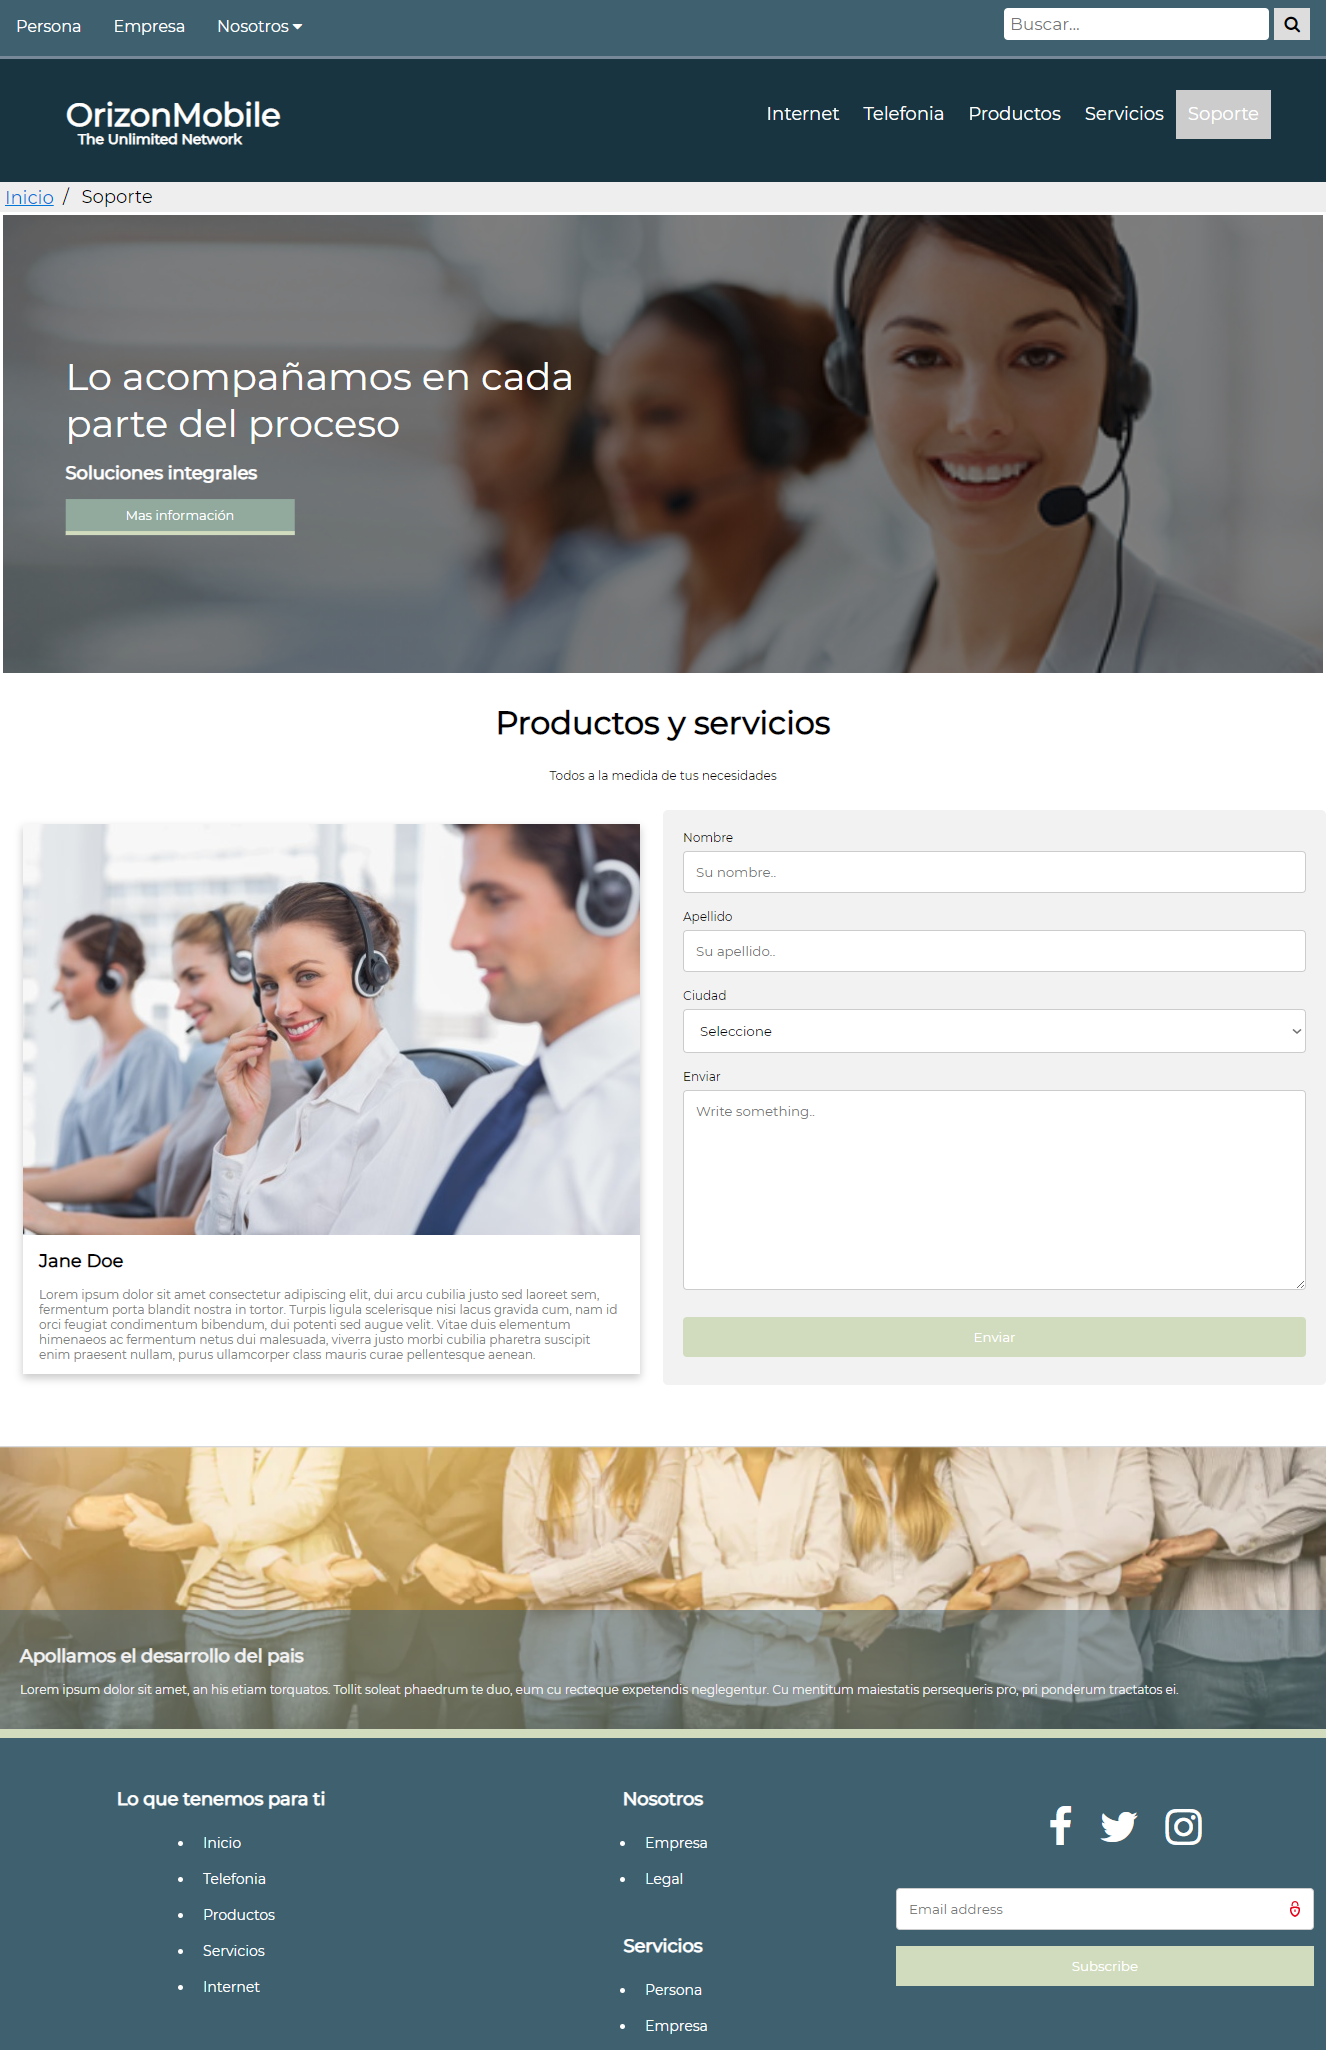 Persona Empresa Nosotros Buscar...
OrizonMobile
The Unlimited Network
Internet Telefonia Productos Servicios Soporte
Inicio / Soporte
Lo acompañamos en cada
parte del proceso
Soluciones integrales
Mas información
Productos y servicios
Todos a la medida de tus necesidades
Jane Doe
Lorem ipsum dolor sit amet consectetur adipiscing elit, dui arcu cubilia justo sed laoreet sem,
fermentum porta blandit nostra in tortor. Turpis ligula scelerisque nisi lacus gravida cum, nam id
orci feugiat condimentum bibendum, dui potenti sed augue velit. Vitae duis elementum
himenaeos ac fermentum netus dui malesuada, viverra justo morbi cubilia pharetra suscipit
enim praesent nullam, purus ullamcorper class mauris curae pellentesque aenean.
Nombre
Su nombre..
Apellido
Su apellido..
Ciudad
Seleccione
Enviar
Write something..
Enviar
Apollamos el desarrollo del pais
Lorem ipsum dolor sit amet, an his etiam torquatos. Tollit soleat phaedrum te duo, eum cu recteque expetendis neglegentur. Cu mentitum maiestatis persequeris pro, pri ponderum tractatos ei.
Lo que tenemos para ti
Inicio
Telefonia
Productos
Servicios
Internet
Nosotros
Empresa
Legal
Servicios
Persona
Empresa
Email address
Subscribe